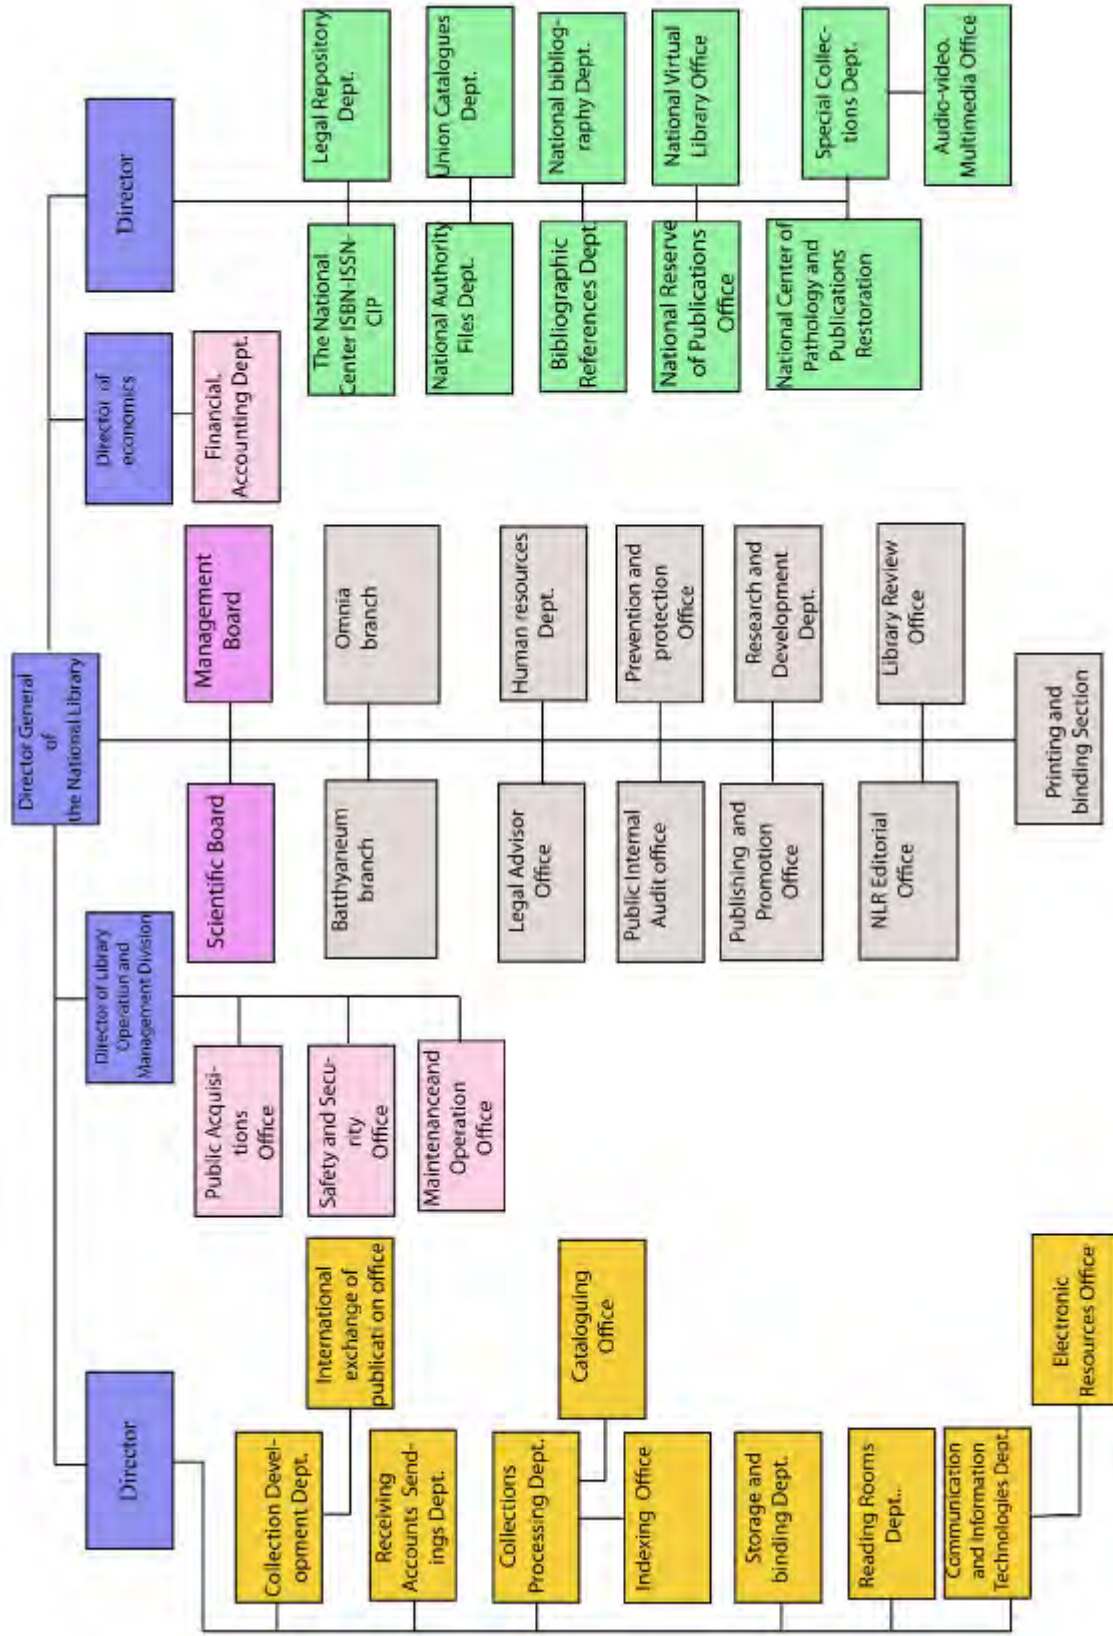 Director General
of
the National Library
Director
Director of Library
Operation and
Management Division
Director of
economics
Director
Collection Devel-
opment Dept.
International
exchange of
publication office
Receiving
Accounts Send-
ings Dept.
Collections
Processing Dept.
Cataloguing
Office
Indexing Office
Storage and
binding Dept.
Reading Rooms
Dept..
Communication
and Information
Technologies Dept.
Electronic
Resources Office
Public Acquisi-
tions
Office
Safety and Secu-
rity
Office
Maintenanceand
Operation
Office
Scientific Board
Management
Board
Batthyaneum
branch
Omnia
branch
Legal Advisor
Office
Human resources
Dept.
Public Internal
Audit office
Prevention and
protection
Office
Publishing and
Promotion
Office
Research and
Development
Dept.
NLR Editorial
Office
Library Review
Office
Printing and
binding Section
Financial.
Accounting Dept.
The National
Center ISBN-ISSN-
CIP
Legal Repository
Dept.
National Authority
Files Dept.
Union Catalogues
Dept.
Bibliographic
References Dept.
National bibliog-
raphy Dept.
National Reserve
of Publications
Office
National Virtual
Library Office
National Center of
Pathology and
Publications
Restoration
Special Collec-
tions Dept.
Audio-video.
Multimedia Office